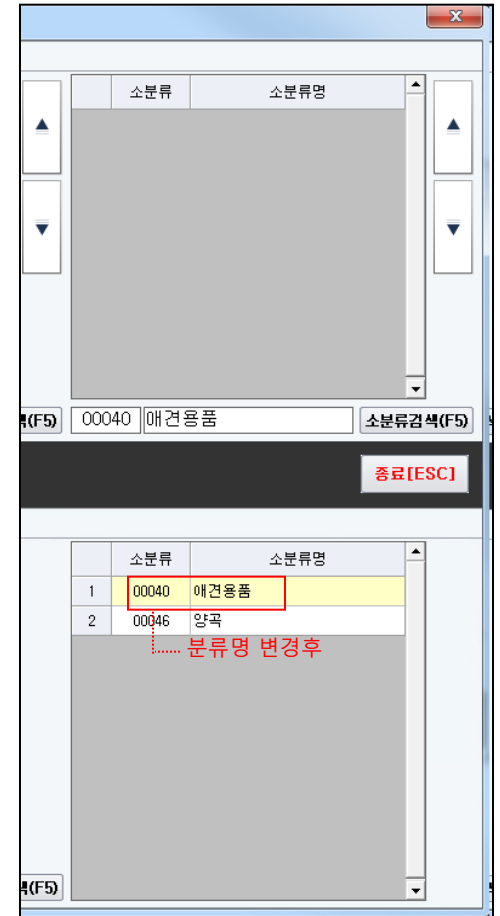 x
소분류 소분류명
색(F5) 00040 애견용품 소분류검색(F5)
종료[ESC]
소분류 소분류명
1 00040 애견용품
2 00046 양곡
분류명 변경후
색(F5)